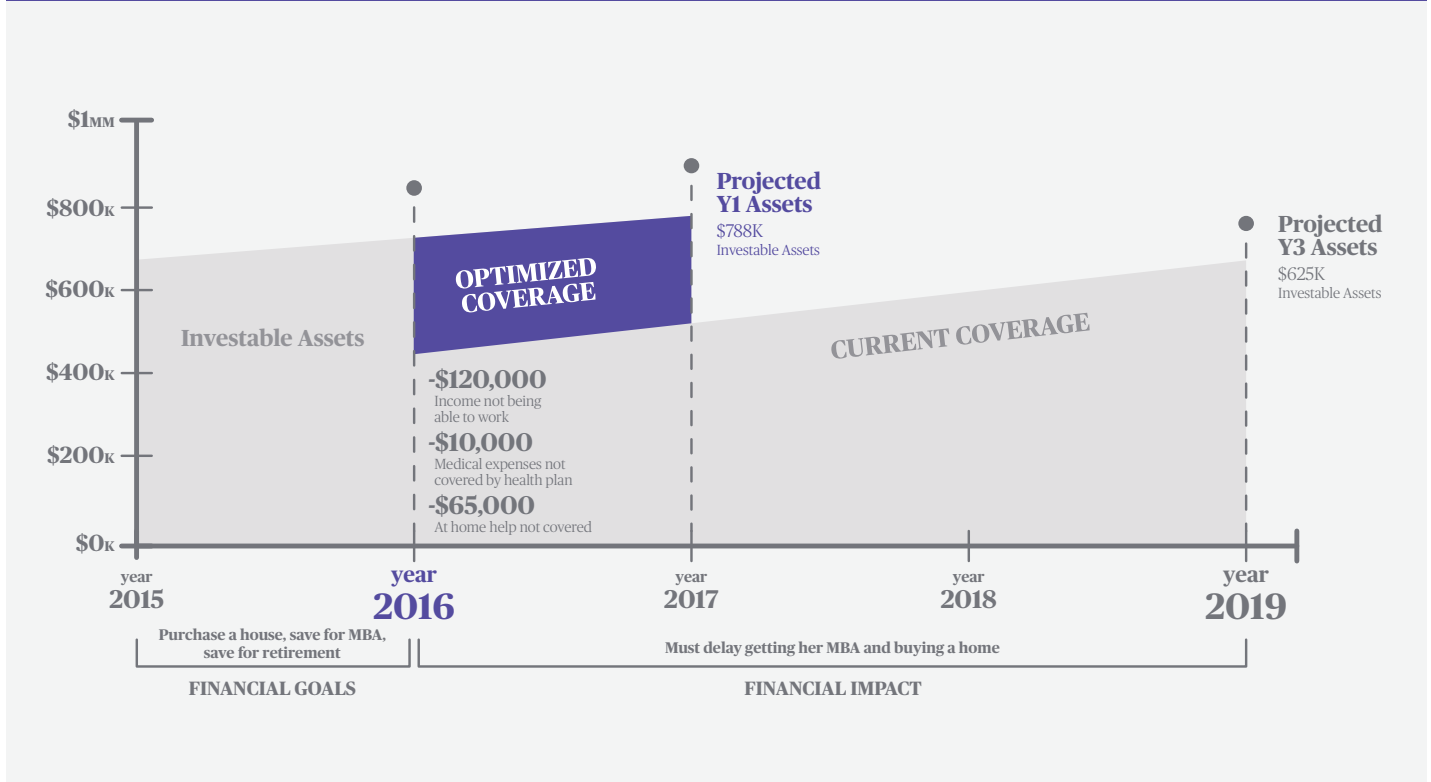 $1MM
$800K
$600K
$400K
$200K
$0K
Investable Assets
OPTIMIZED
COVERAGE
Projected
Y1 Assets
$788K
Investable Assets
CURRENT COVERAGE
Projected
Y3 Assets
$625K
Investable Assets
-$120,000
Income not being
able to work
-$10,000
Medical expenses not
covered by health plan
-$65,000
At home help not covered
year
2015
year
2016
year
2017
year
2018
year
2019
Purchase a house, save for MBA,
save for retirement
FINANCIAL GOALS
Must delay getting her MBA and buying a home
FINANCIAL IMPACT